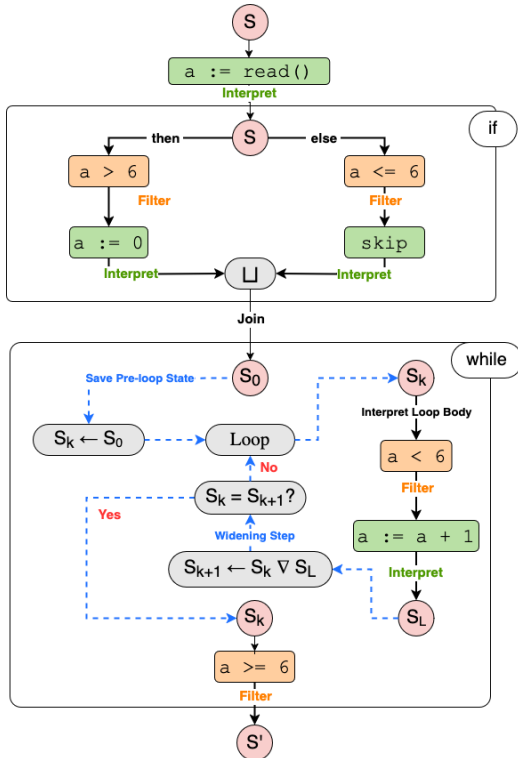 S
a := read()
Interpret
if
then
S
else
a > 6
a <= 6
Filter
Filter
a := 0
skip
Interpret
⊔
Interpret
Join
while
Save Pre-loop State
S₀
Sₖ
Interpret Loop Body
Sₖ ← S₀
Loop
a < 6
No
Filter
Sₖ = Sₖ₊₁?
Yes
Widening Step
a := a + 1
Sₖ₊₁ ← Sₖ ∇ S_L
Interpret
Sₖ
S_L
a >= 6
Filter
S'